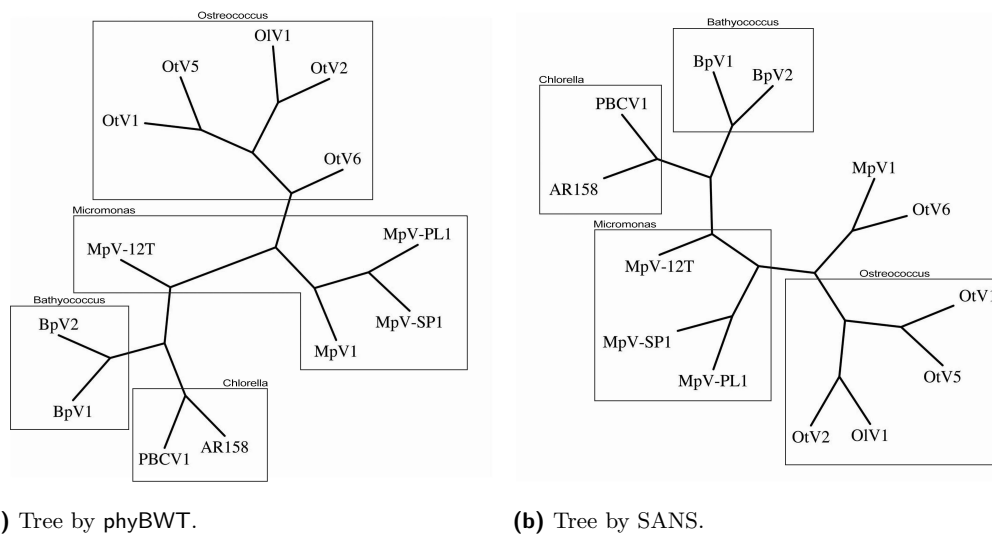 Ostreococcus
OlV1
OtV5
OtV2
OtV1
OtV6
Micromonas
MpV-PL1
MpV-12T
Bathyococcus
MpV-SP1
BpV2
MpV1
Chlorella
BpV1
AR158
PBCV1
) Tree by phyBWT.
Bathyococcus
BpV1
BpV2
Chlorella
PBCV1
MpV1
AR158
OtV6
Micromonas
MpV-12T
Ostreococcus
OtV1
MpV-SP1
MpV-PL1
OtV5
OtV2
OlV1
(b) Tree by SANS.